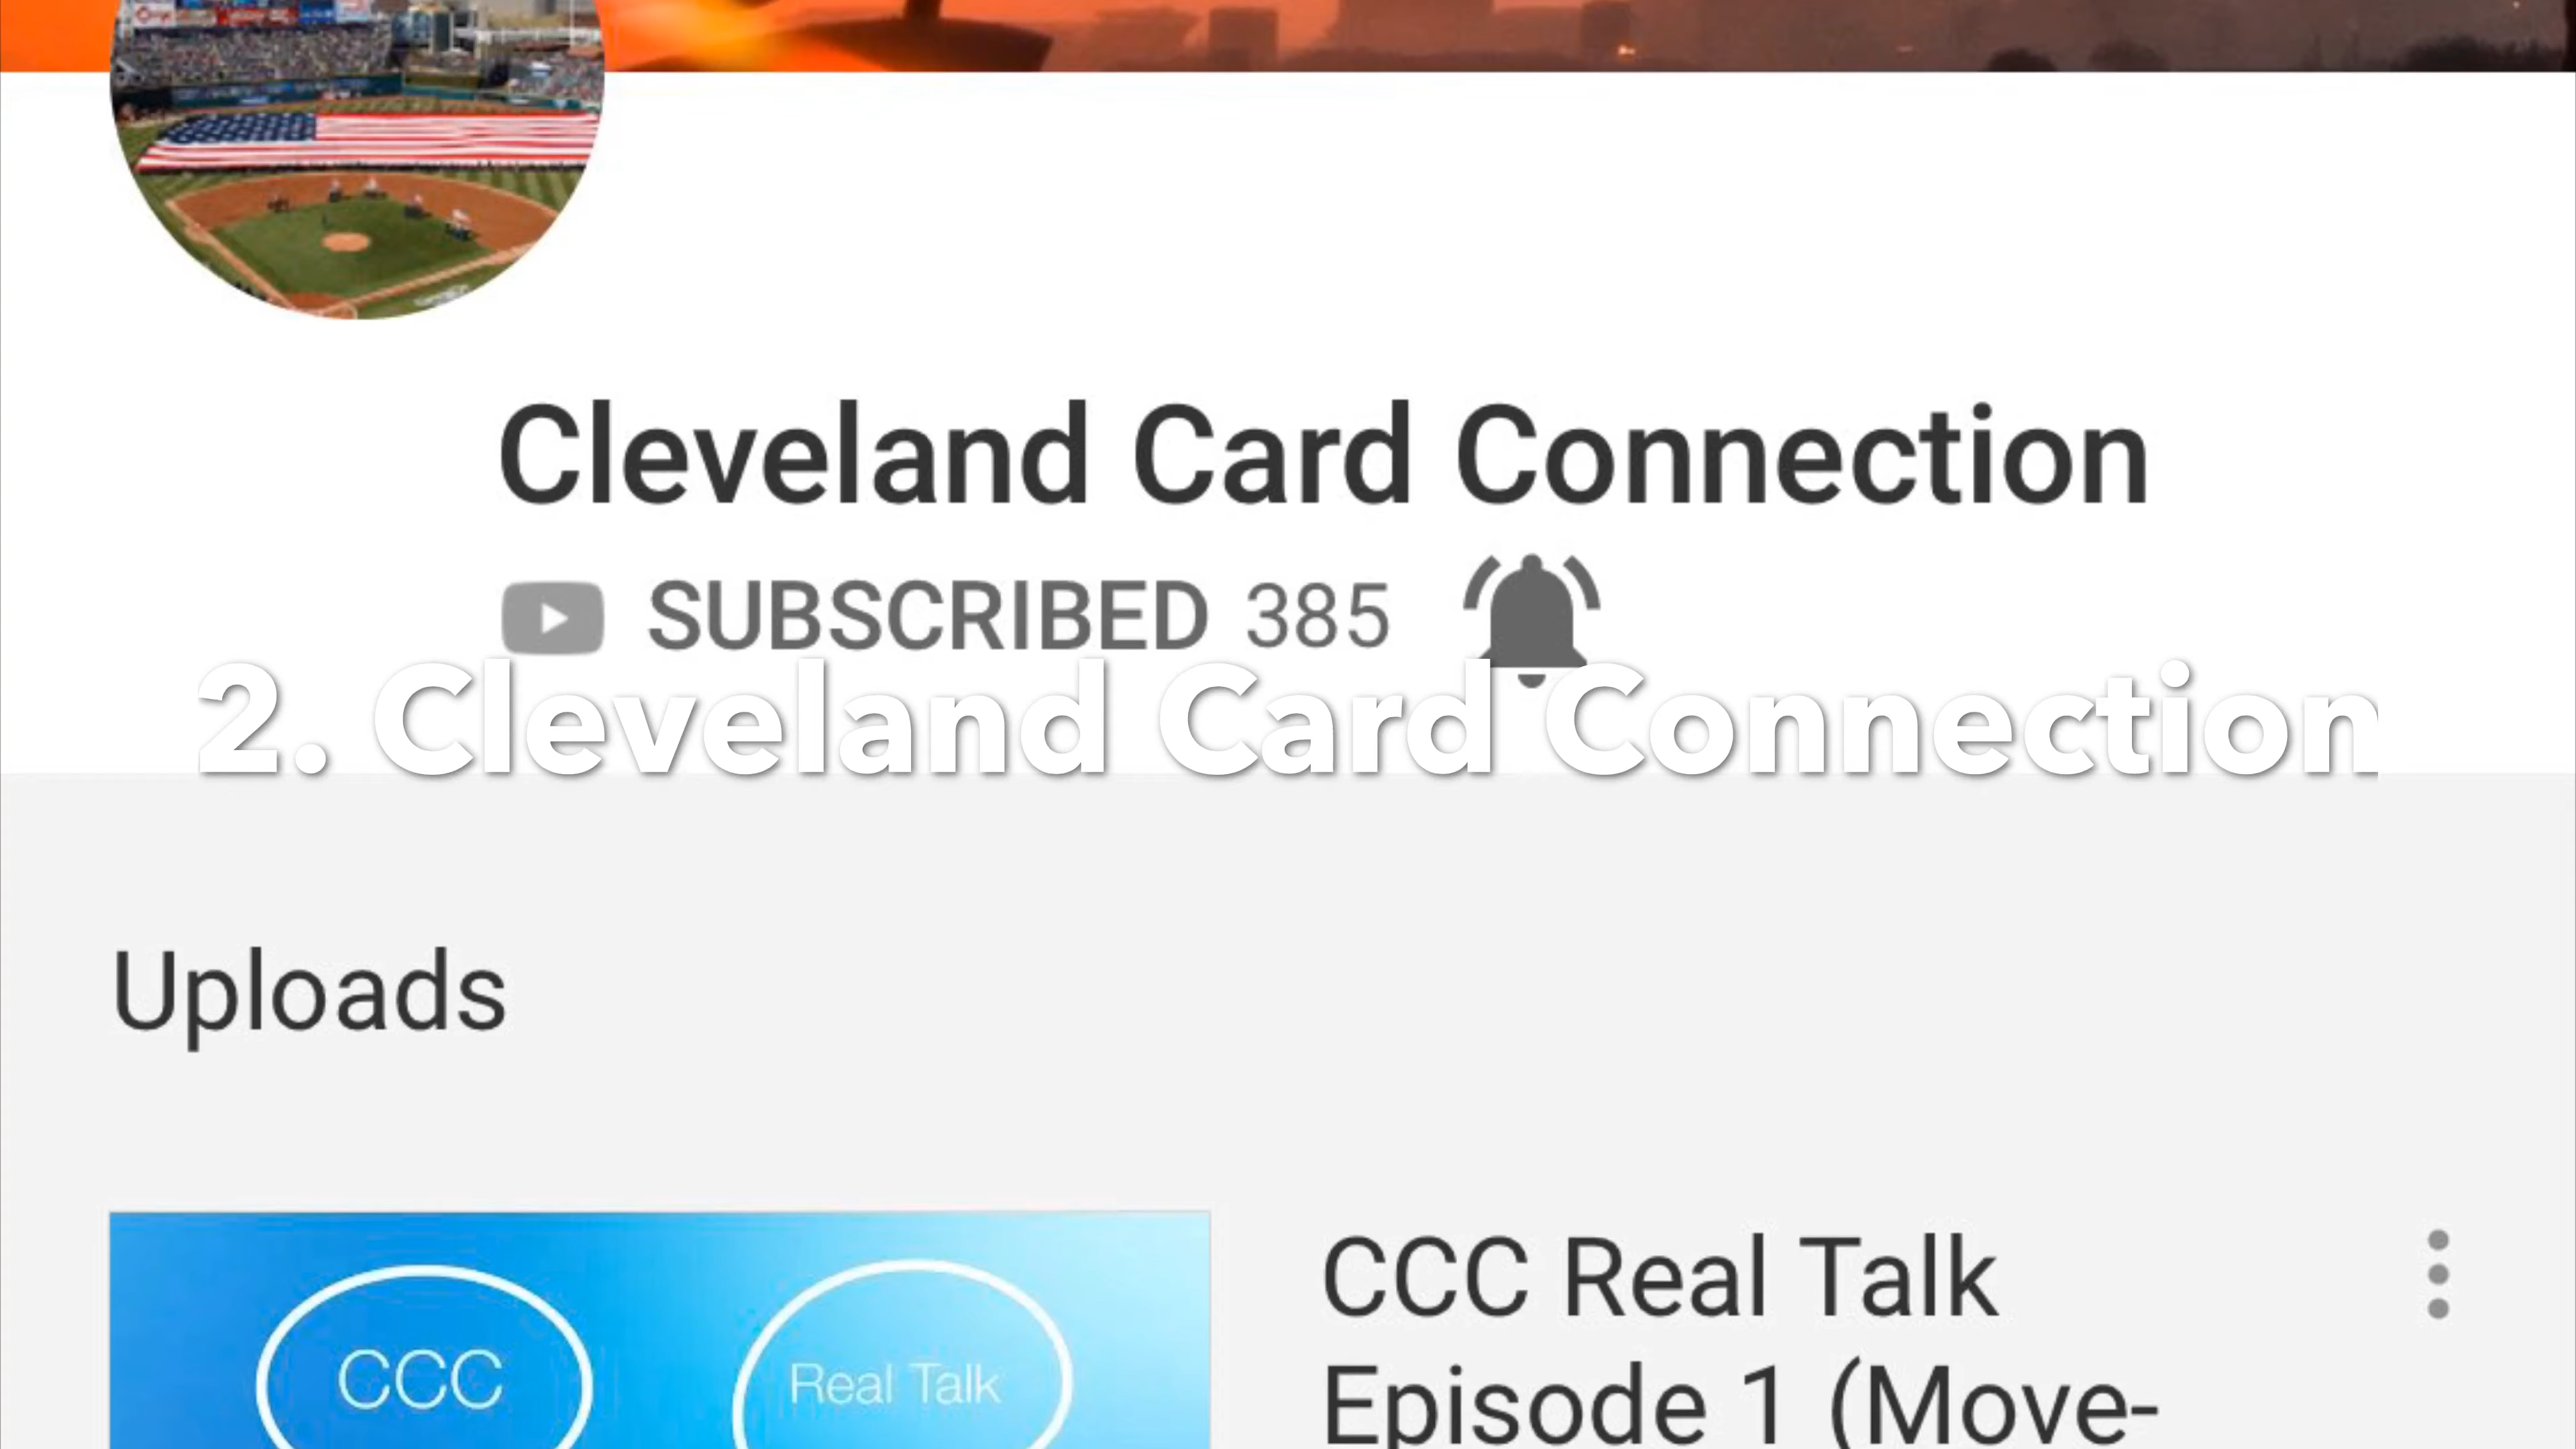 Cleveland Card Connection
SUBSCRIBED 385
2. Cleveland Card Connection
Uploads
CCC Real Talk
Episode 1 (Move-
CCC
Real Talk